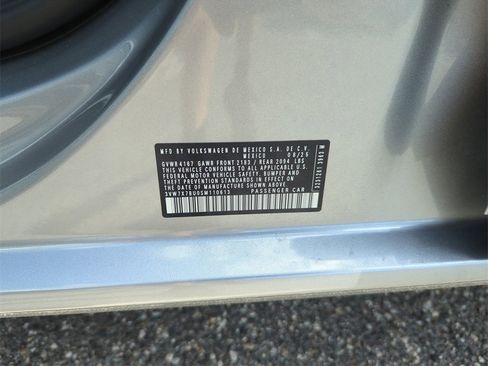 MFD BY VOLKSWAGEN DE MEXICO S.A. DE C.V.
MEXICO
GVWR 4187 GAWR FRONT 2183 / REAR 2094 LBS
THIS VEHICLE CONFORMS TO ALL APPLICABLE U.S.
FEDERAL MOTOR VEHICLE SAFETY, BUMPER AND
THEFT PREVENTION STANDARDS IN EFFECT ON THE
DATE OF MANUFACTURE SHOWN ABOVE.
PASSENGER CAR